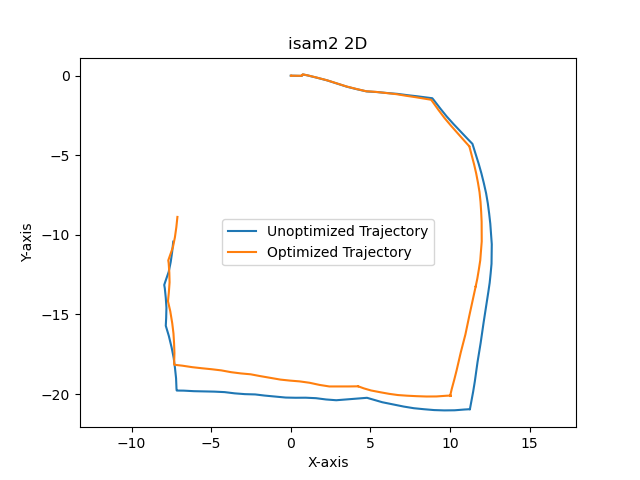 isam2 2D
0
−5
−10
−15
−20
Y-axis
Unoptimized Trajectory
Optimized Trajectory
−10
−5
0
5
10
15
X-axis